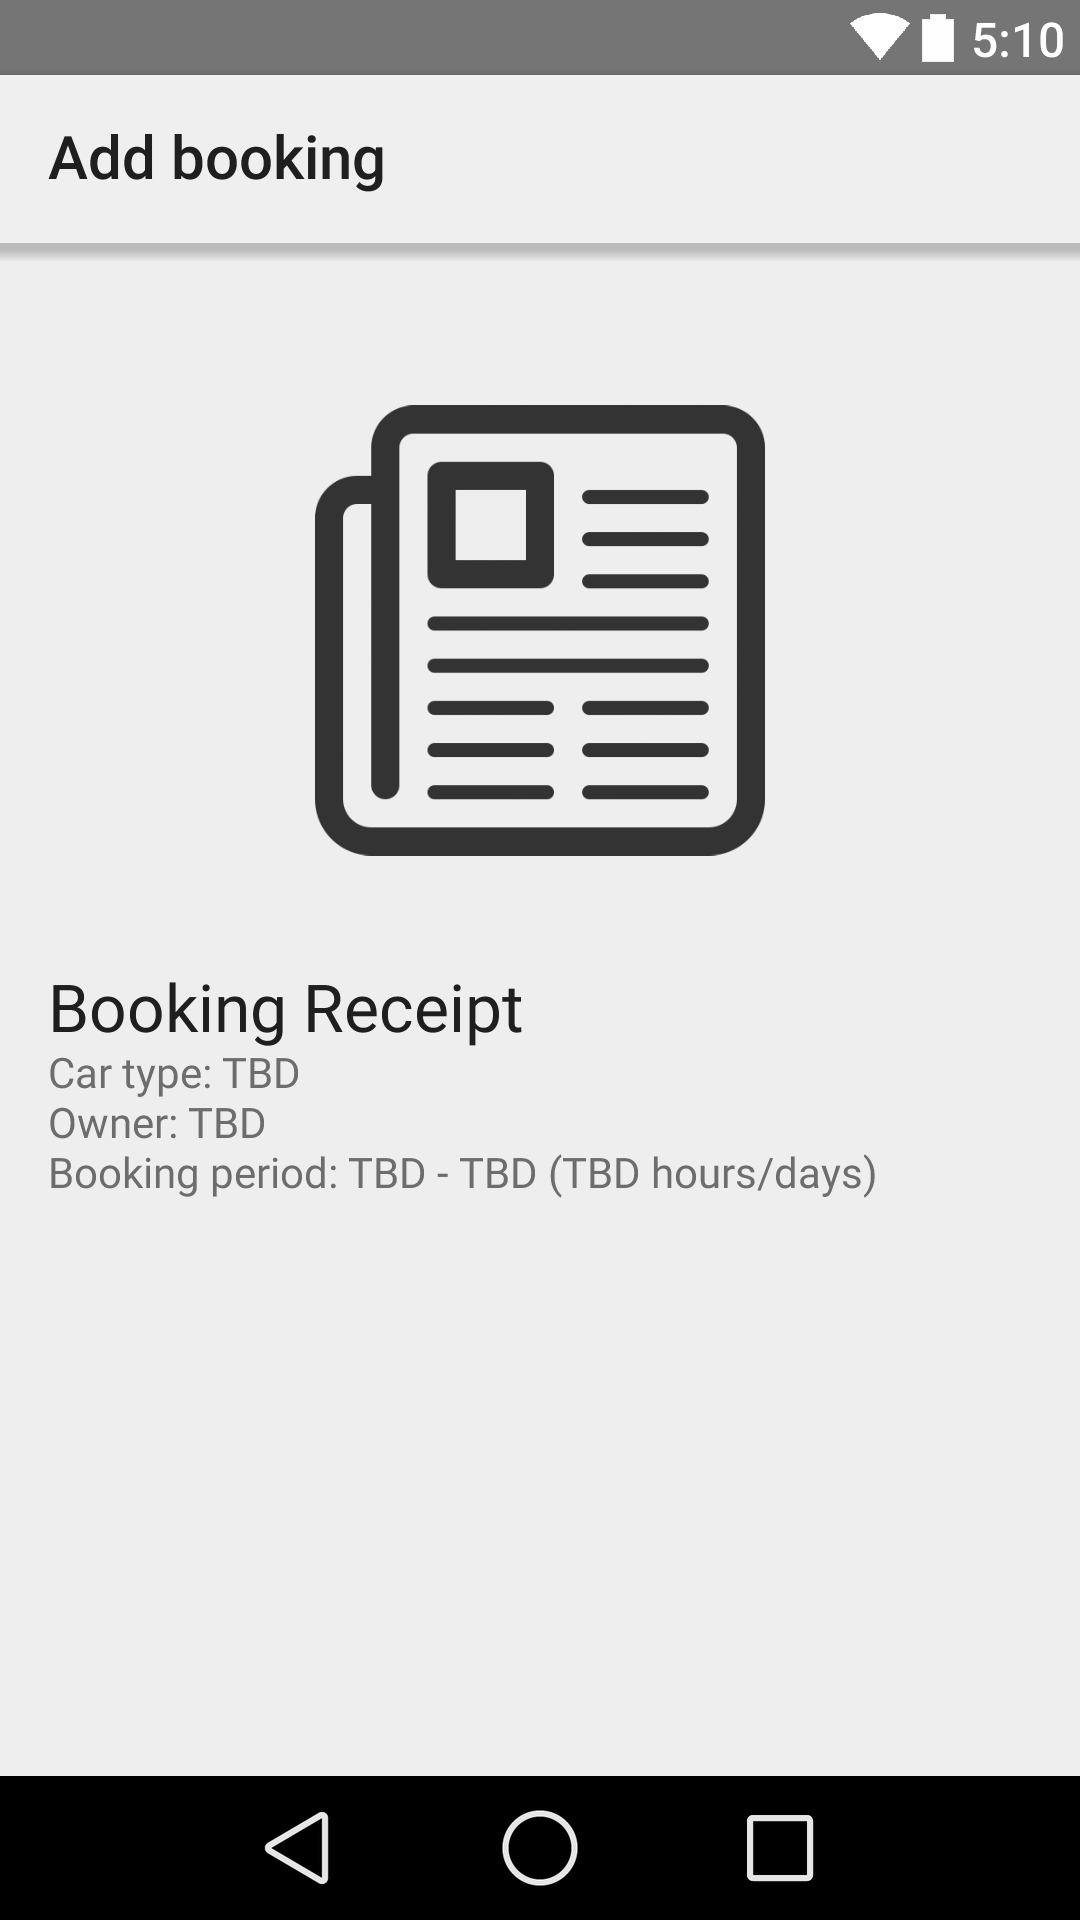 5:10
Add booking
Booking Receipt
Car type: TBD
Owner: TBD
Booking period: TBD - TBD (TBD hours/days)